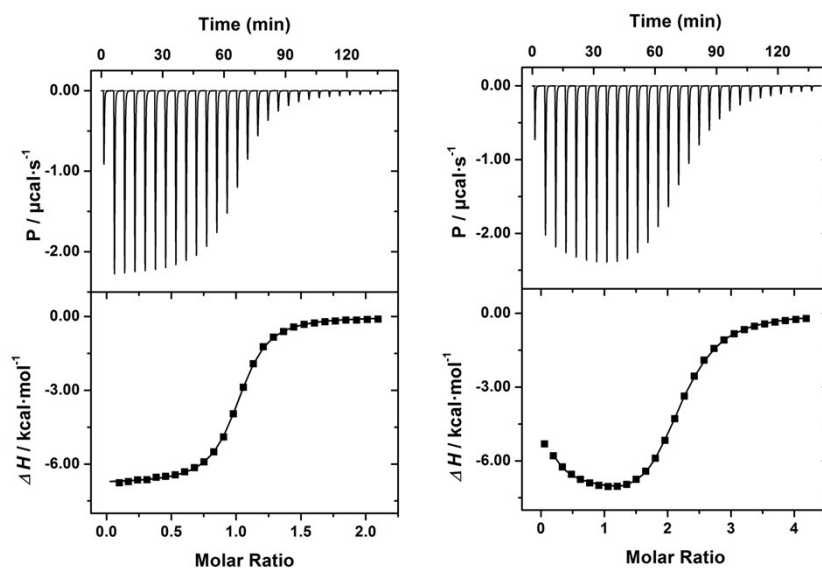 Time (min)
0 30 60 90 120
0.00
-1.00
-2.00
P / µcal·s⁻¹
0.00
-3.00
-6.00
ΔH / kcal·mol⁻¹
0.0 0.5 1.0 1.5 2.0
Molar Ratio
Time (min)
0 30 60 90 120
0.00
-1.00
-2.00
P / µcal·s⁻¹
0.00
-3.00
-6.00
ΔH / kcal·mol⁻¹
0 1 2 3 4
Molar Ratio